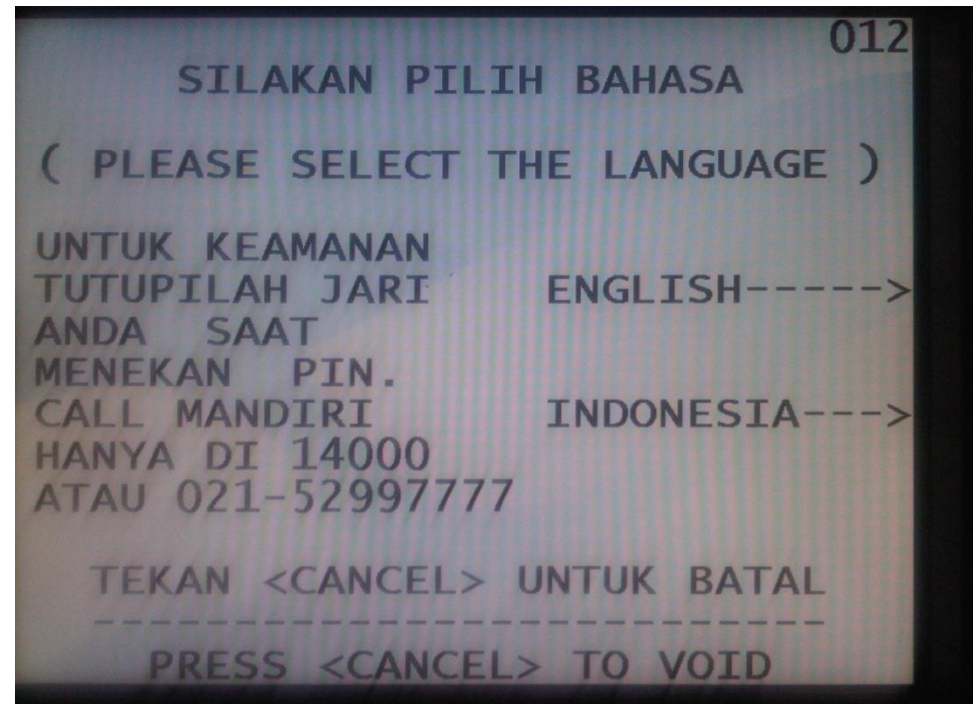 012
SILAKAN PILIH BAHASA
( PLEASE SELECT THE LANGUAGE )
UNTUK KEAMANAN
TUTUPILAH JARI ENGLISH----->
ANDA SAAT
MENEKAN PIN.
CALL MANDIRI INDONESIA--->
HANYA DI 14000
ATAU 021-52997777
TEKAN <CANCEL> UNTUK BATAL
--------------------------
PRESS <CANCEL> TO VOID